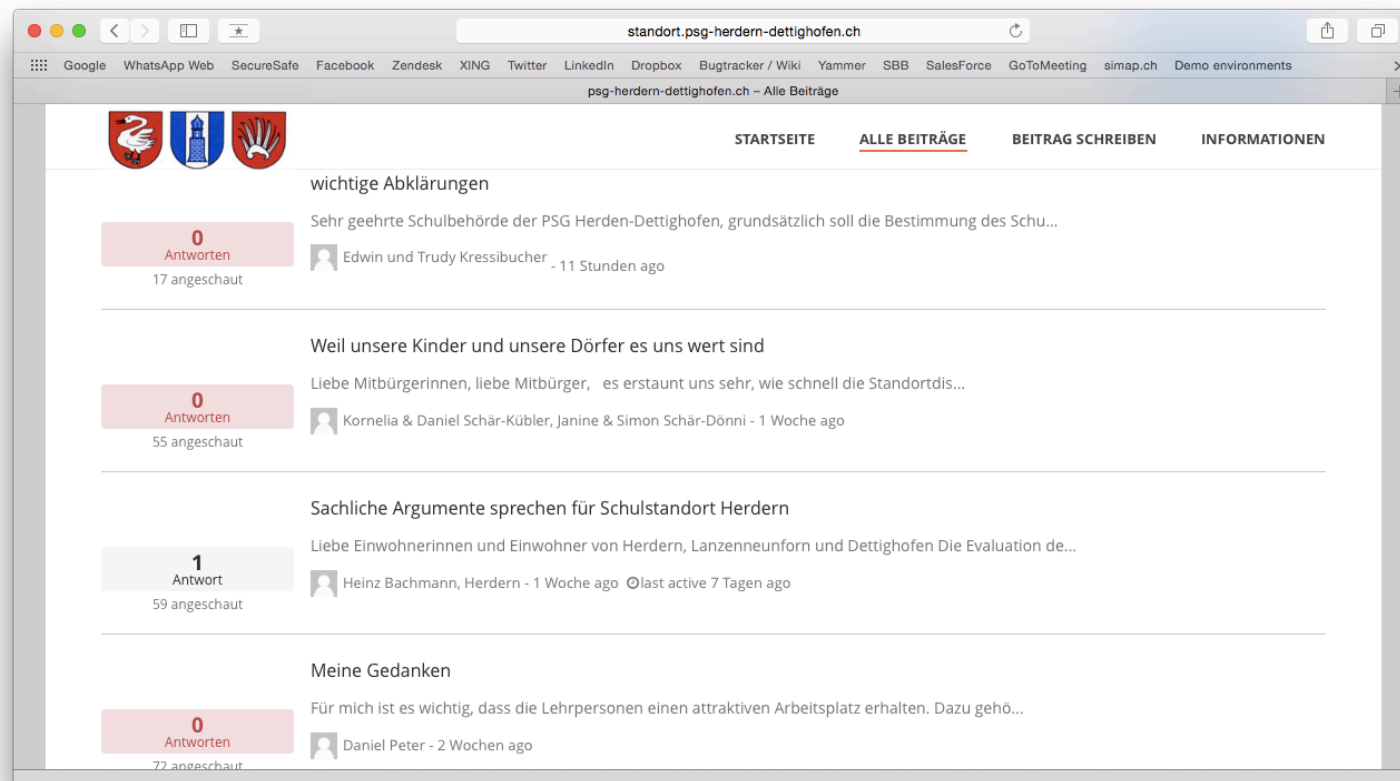 standort.psg-herdern-dettighofen.ch
Google WhatsApp Web SecureSafe Facebook Zendesk XING Twitter LinkedIn Dropbox Bugtracker / Wiki Yammer SBB SalesForce GoToMeeting simap.ch Demo environments
psg-herdern-dettighofen.ch – Alle Beiträge
STARTSEITE ALLE BEITRÄGE BEITRAG SCHREIBEN INFORMATIONEN
wichtige Abklärungen
Sehr geehrte Schulbehörde der PSG Herden-Dettighofen, grundsätzlich soll die Bestimmung des Schu...
0
Antworten
17 angeschaut
Edwin und Trudy Kressibucher - 11 Stunden ago
Weil unsere Kinder und unsere Dörfer es uns wert sind
Liebe Mitbürgerinnen, liebe Mitbürger, es erstaunt uns sehr, wie schnell die Standortdis...
0
Antworten
55 angeschaut
Kornelia & Daniel Schär-Kübler, Janine & Simon Schär-Dönni - 1 Woche ago
Sachliche Argumente sprechen für Schulstandort Herdern
Liebe Einwohnerinnen und Einwohner von Herdern, Lanzenneunforn und Dettighofen Die Evaluation de...
1
Antwort
59 angeschaut
Heinz Bachmann, Herdern - 1 Woche ago last active 7 Tagen ago
Meine Gedanken
Für mich ist es wichtig, dass die Lehrpersonen einen attraktiven Arbeitsplatz erhalten. Dazu gehö...
0
Antworten
72 angeschaut
Daniel Peter - 2 Wochen ago